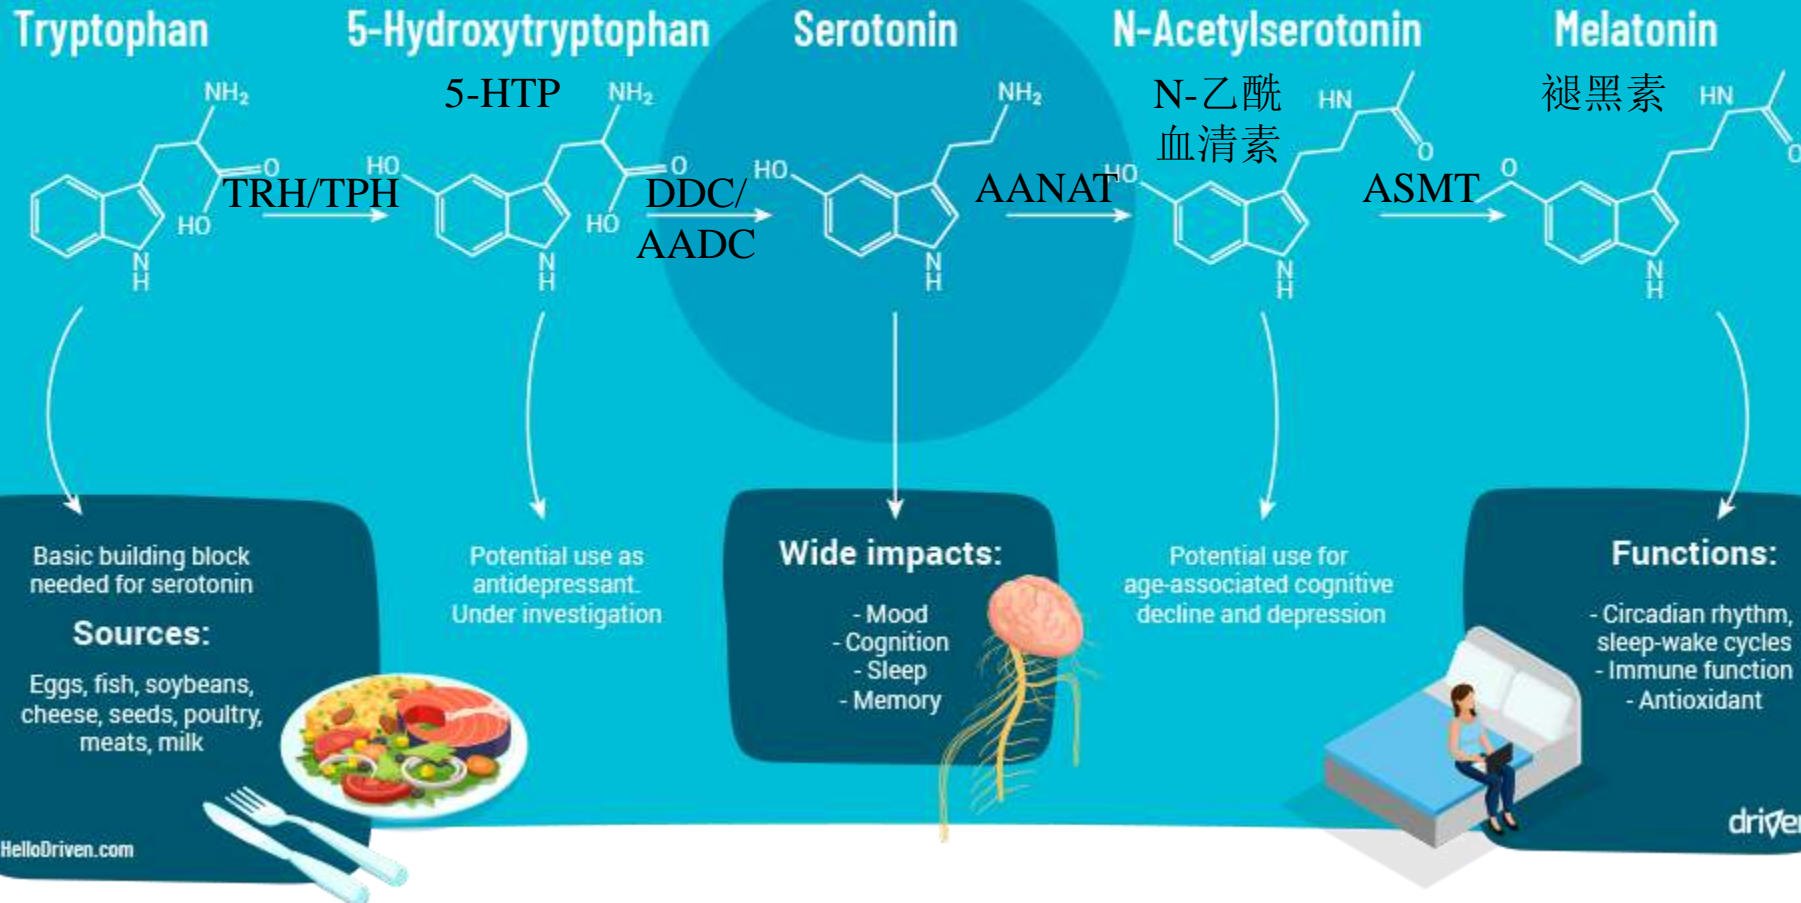 Tryptophan
5-Hydroxytryptophan
Serotonin
N-Acetylserotonin
Melatonin
NH₂
O
HO
N
H
TRH/TPH
5-HTP
NH₂
HO
O
HO
N
H
DDC/
AADC
NH₂
HO
N
H
AANAT
N-乙酰
血清素
HN
O
HO
N
H
ASMT
褪黑素
HN
O
O
N
H
Basic building block
needed for serotonin
Sources:
Eggs, fish, soybeans,
cheese, seeds, poultry,
meats, milk
HelloDriven.com
Potential use as
antidepressant.
Under investigation
Wide impacts:
- Mood
- Cognition
- Sleep
- Memory
Potential use for
age-associated cognitive
decline and depression
Functions:
- Circadian rhythm,
sleep-wake cycles
- Immune function
- Antioxidant
driven